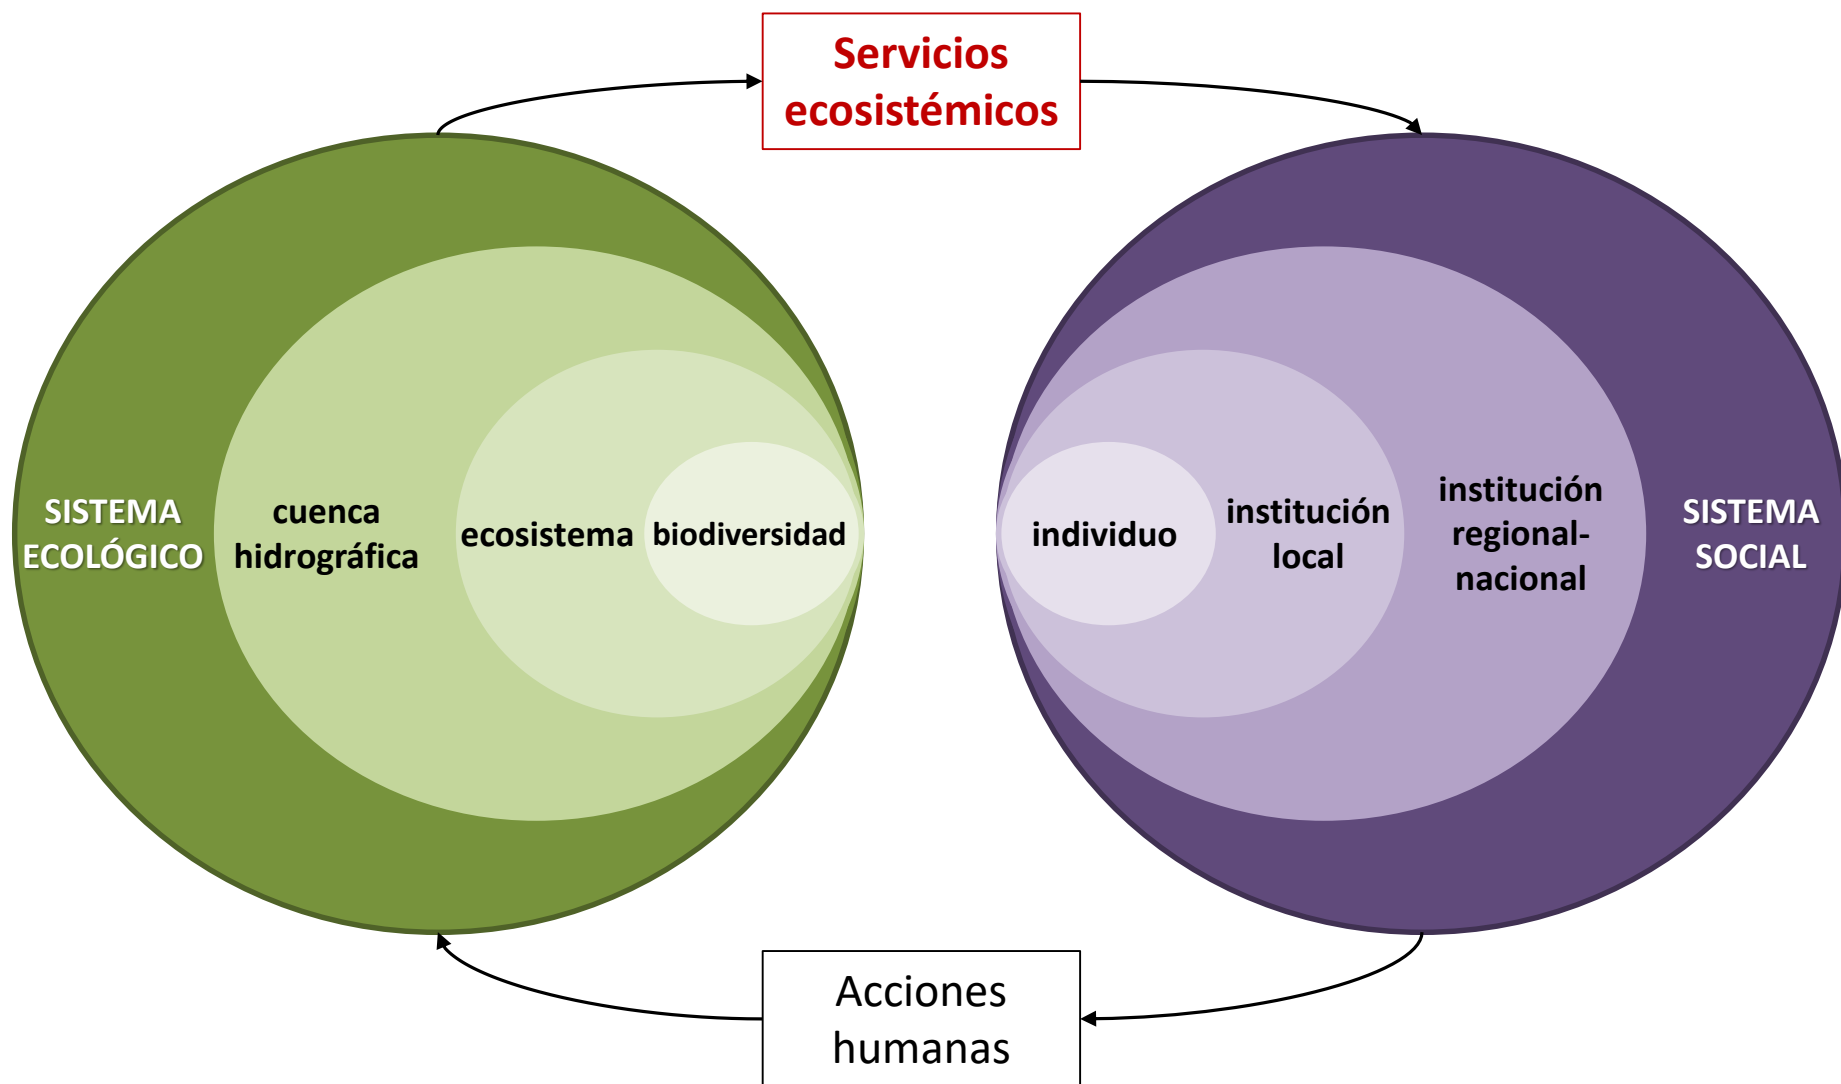 Servicios
ecosistémicos
SISTEMA
ECOLÓGICO
cuenca
hidrográfica
ecosistema
biodiversidad
individuo
institución
local
institución
regional-
nacional
SISTEMA
SOCIAL
Acciones
humanas